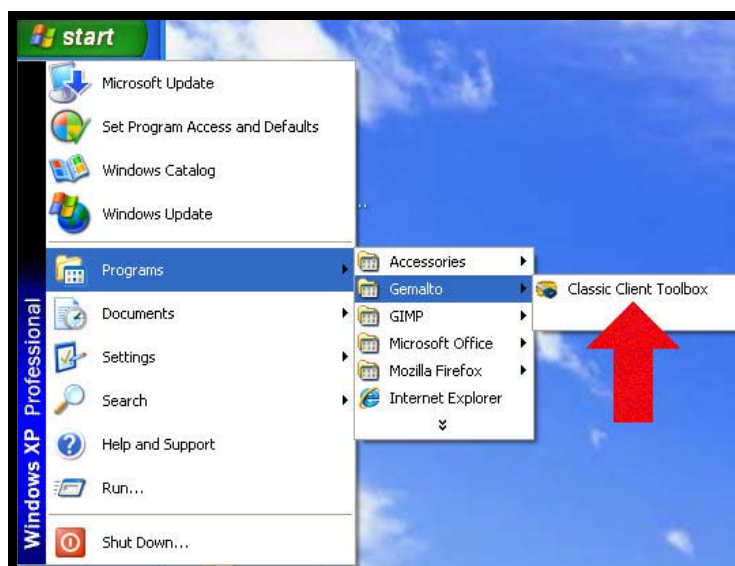 start
Microsoft Update
Set Program Access and Defaults
Windows Catalog
Windows Update
Programs
Documents
Settings
Search
Help and Support
Run...
Shut Down...
Windows XP Professional
Accessories
Gemalto
GIMP
Microsoft Office
Mozilla Firefox
Internet Explorer
Classic Client Toolbox